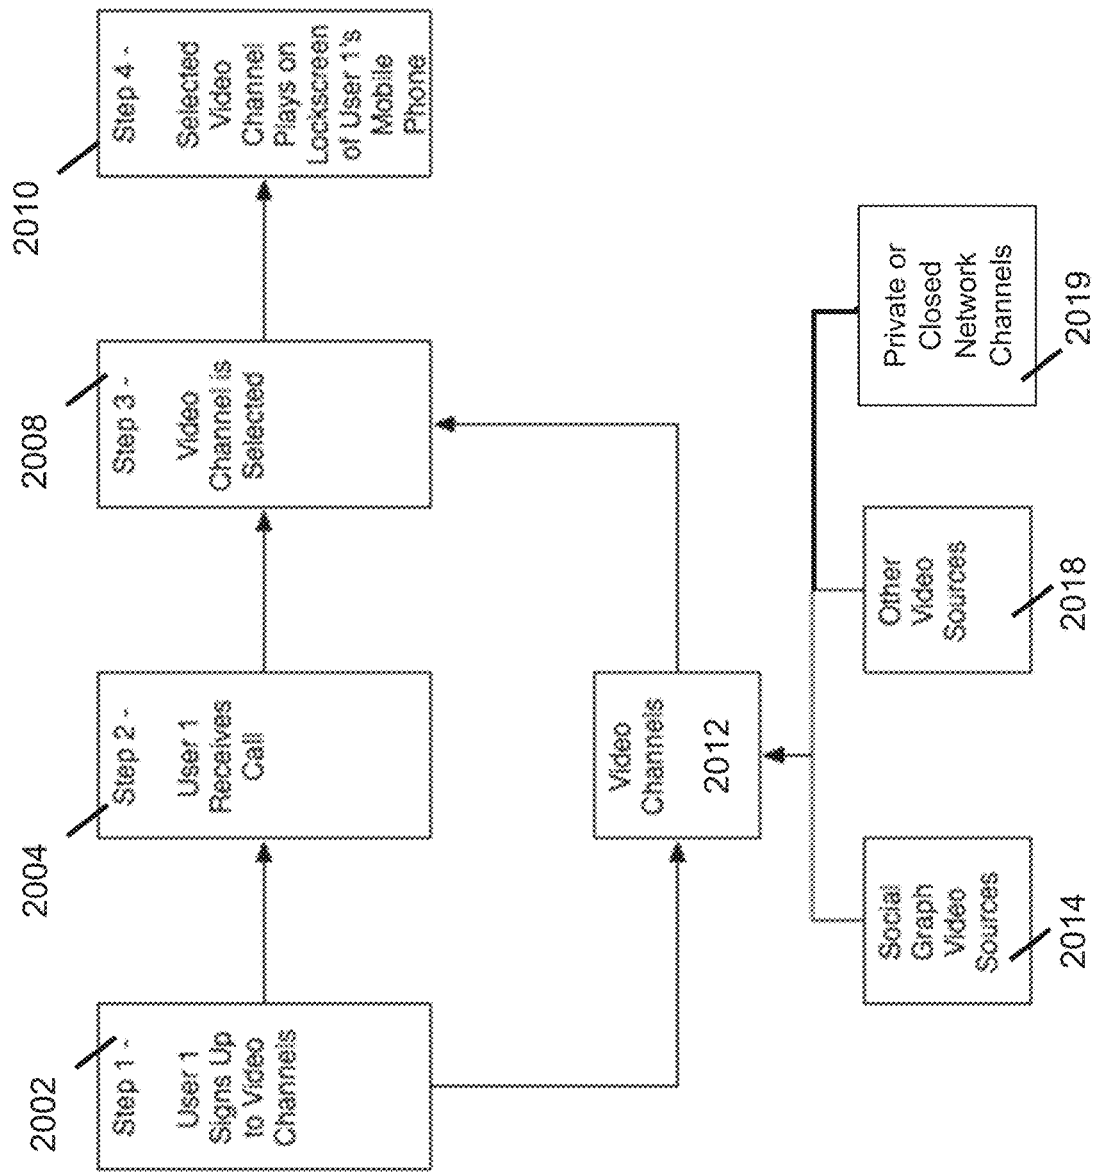 2002
Step 1 -
User 1
Signs Up
to Video
Channels
2004
Step 2 -
User 1
Receives
Call
2008
Step 3 -
Video
Channel is
Selected
2010
Step 4 -
Selected
Video
Channel
Plays on
Lockscreen
of User 1's
Mobile
Phone
Video
Channels
2012
Social
Graph
Video
Sources
2014
Other
Video
Sources
2018
Private or
Closed
Network
Channels
2019